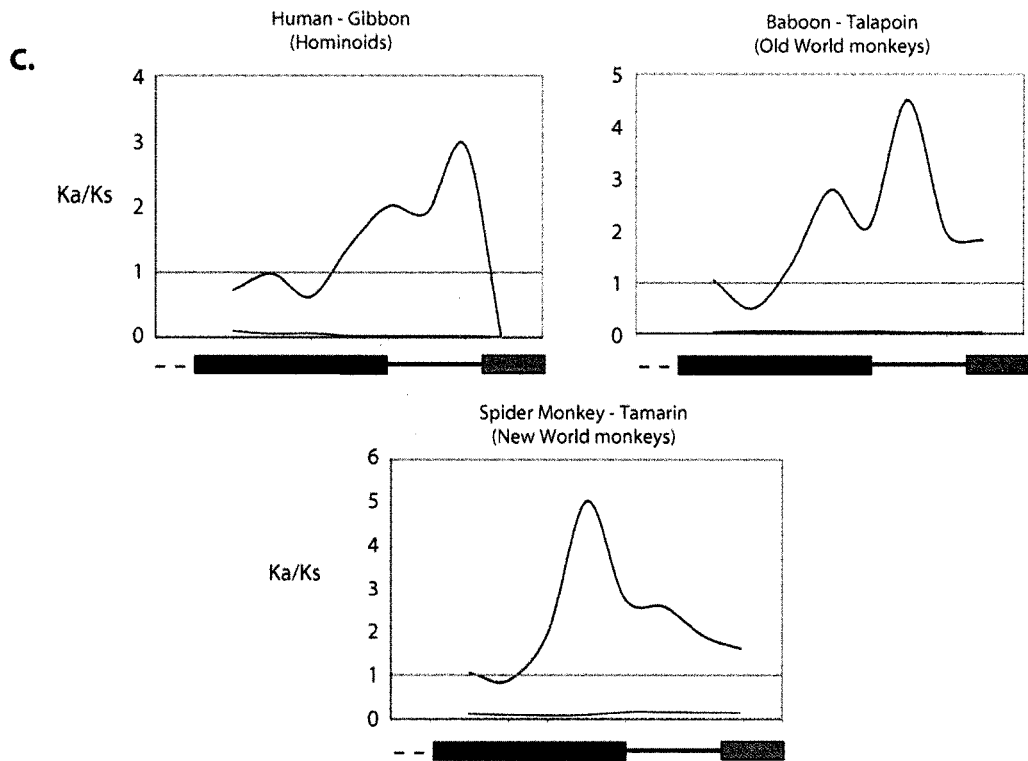 C.
Human - Gibbon
(Hominoids)
Ka/Ks
4
3
2
1
0
Baboon - Talapoin
(Old World monkeys)
5
4
3
2
1
0
Spider Monkey - Tamarin
(New World monkeys)
Ka/Ks
6
5
4
3
2
1
0